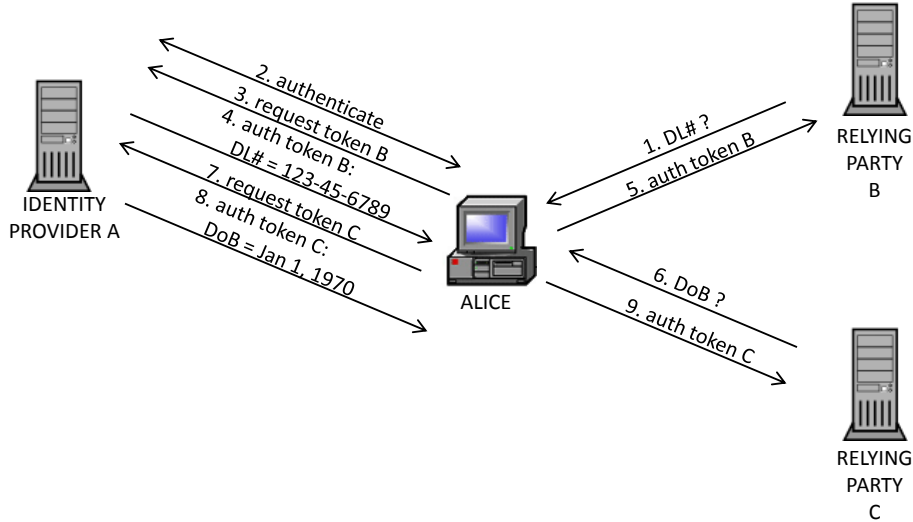 2. authenticate
3. request token B
4. auth token B:
DL# = 123-45-6789
7. request token C
8. auth token C:
DoB = Jan 1, 1970
IDENTITY
PROVIDER A
ALICE
1. DL# ?
5. auth token B
6. DoB ?
9. auth token C
RELYING
PARTY
B
RELYING
PARTY
C